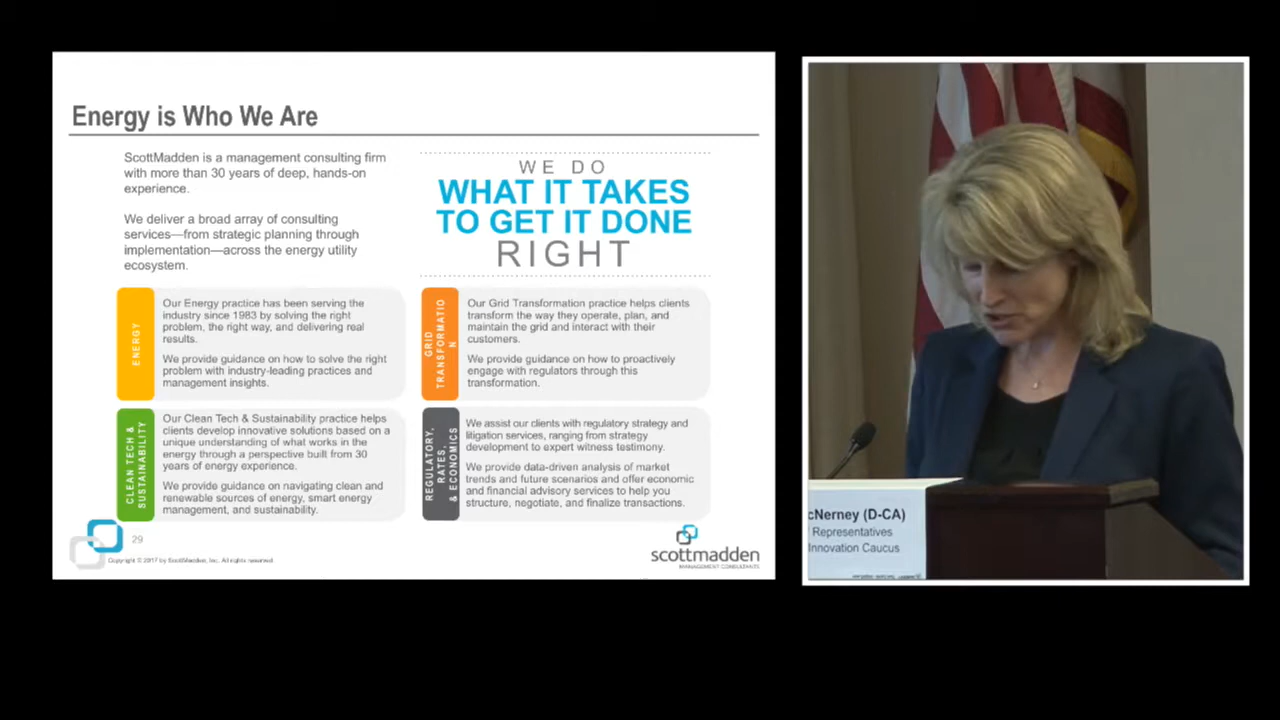 Energy is Who We Are
ScottMadden is a management consulting firm
with more than 30 years of deep, hands-on
experience.
We deliver a broad array of consulting
services—from strategic planning through
implementation—across the energy utility
ecosystem.
WE DO
WHAT IT TAKES
TO GET IT DONE
RIGHT
ENERGY
Our Energy practice has been serving the
industry since 1983 by solving the right
problem, the right way, and delivering real
results.
We provide guidance on how to solve the right
problem with industry-leading practices and
management insights.
GRID
TRANSFORMATIO
N
Our Grid Transformation practice helps clients
transform the way they operate, plan, and
maintain the grid and interact with their
customers.
We provide guidance on how to proactively
engage with regulators through this
transformation.
CLEAN TECH &
SUSTAINABILITY
Our Clean Tech & Sustainability practice helps
clients develop innovative solutions based on a
unique understanding of what works in the
energy through a perspective built from 30
years of energy experience.
We provide guidance on navigating clean and
renewable sources of energy, smart energy
management, and sustainability.
REGULATORY,
RATES,
& ECONOMICS
We assist our clients with regulatory strategy and
litigation services, ranging from strategy
development to expert witness testimony.
We provide data-driven analysis of market
trends and future scenarios and offer economic
and financial advisory services to help you
structure, negotiate, and finalize transactions.
29
Copyright © 2017 by ScottMadden, Inc. All rights reserved.
scottmadden
MANAGEMENT CONSULTANTS
cNerney (D-CA)
Representatives
Innovation Caucus